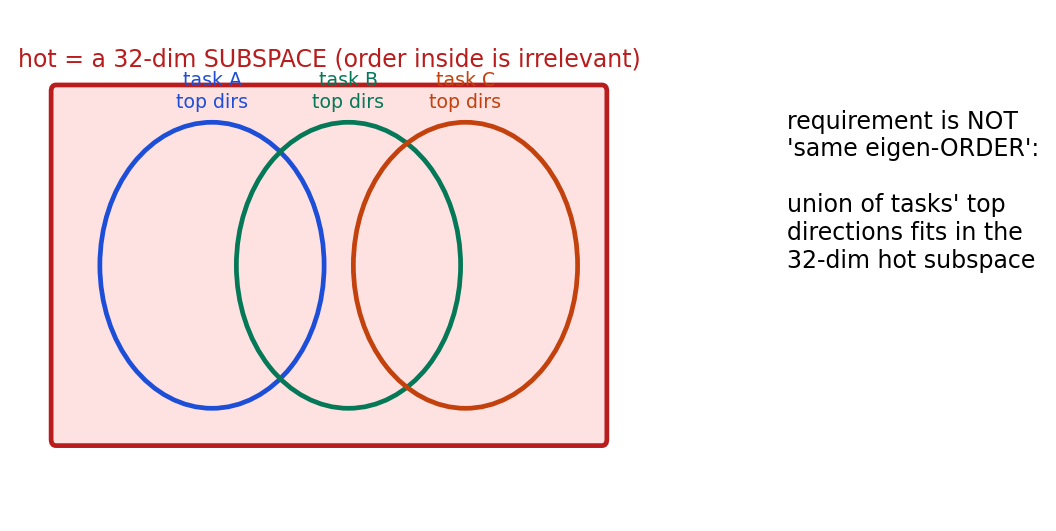 hot = a 32-dim SUBSPACE (order inside is irrelevant)
task A
top dirs
task B
top dirs
task C
top dirs
requirement is NOT
'same eigen-ORDER':
union of tasks' top
directions fits in the
32-dim hot subspace